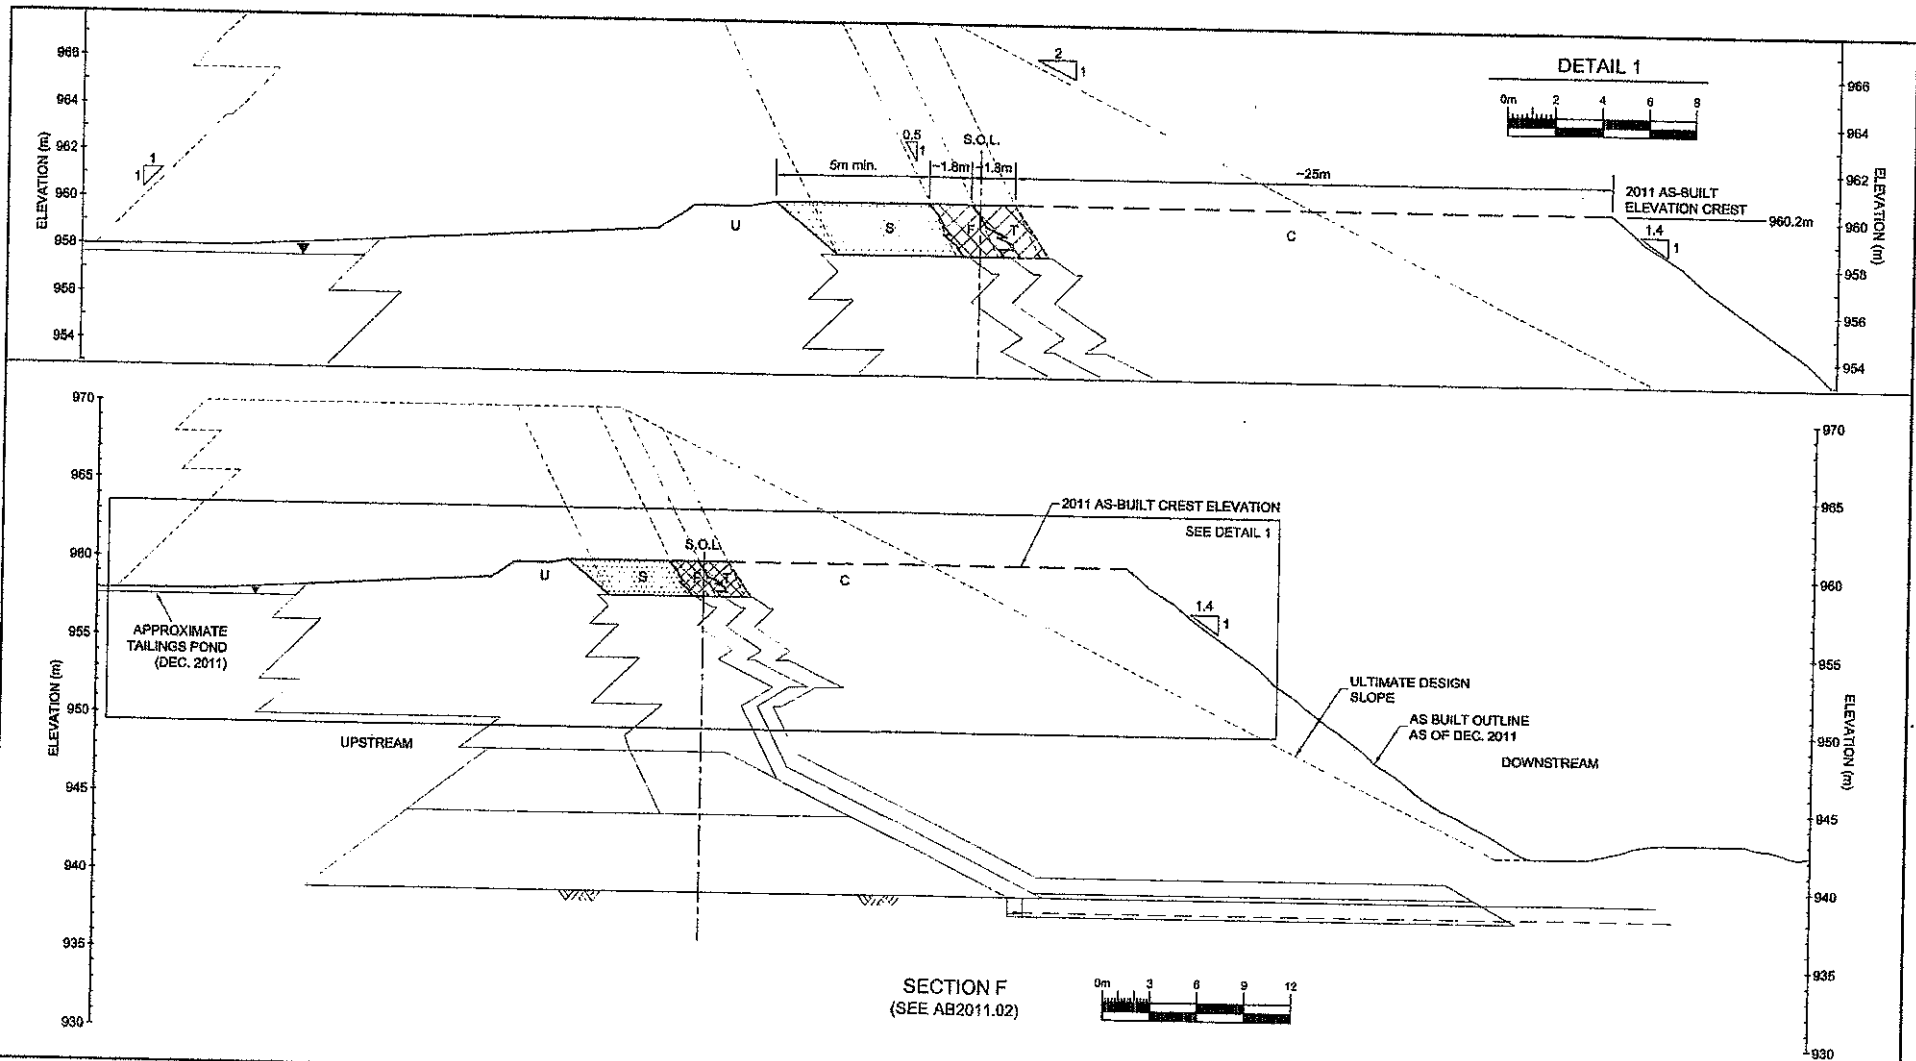 DETAIL 1
0m 2 4 6 8
968
964
962
960
958
956
954
ELEVATION (m)
1
1
0.5
1
2
1
S.O.L.
5m min.
~1.8m
~1.8m
~25m
2011 AS-BUILT
ELEVATION CREST
960.2m
1.4
1
U
S
F
T
C
966
964
962
960
958
956
954
ELEVATION (m)
970
965
960
955
950
945
940
935
930
ELEVATION (m)
2011 AS-BUILT CREST ELEVATION
SEE DETAIL 1
S.O.L.
U
S
F
T
C
1.4
1
APPROXIMATE
TAILINGS POND
(DEC. 2011)
UPSTREAM
ULTIMATE DESIGN
SLOPE
AS BUILT OUTLINE
AS OF DEC. 2011
DOWNSTREAM
970
965
960
955
950
945
940
935
930
ELEVATION (m)
SECTION F
(SEE AB2011.02)
0m 3 6 9 12